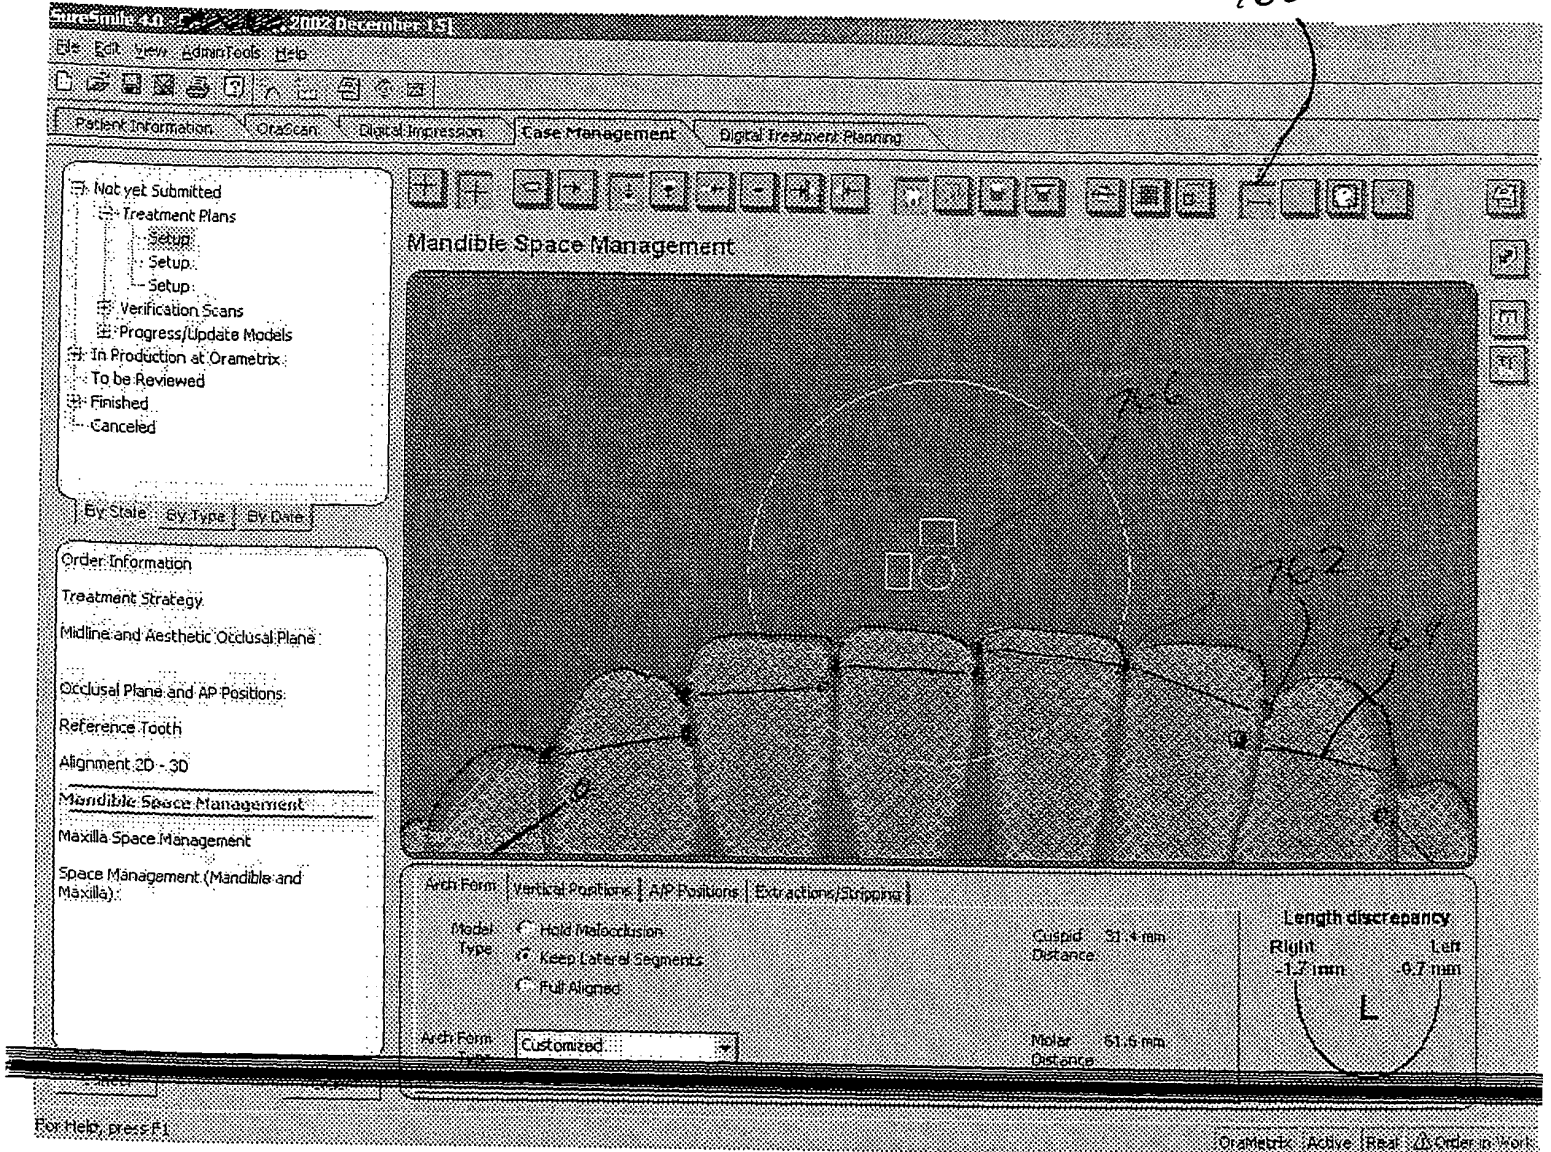 SureSmile 4.0 - 2002 December 15]
File Edit View AdminTools Help
Patient Information OraScan Digital Impression Case Management Digital Treatment Planning
Not yet Submitted
Treatment Plans
Setup
Setup
Setup
Verification Scans
Progress/Update Models
In Production at Orametrix
To be Reviewed
Finished
Canceled
By State By Type By Date
Order Information
Treatment Strategy
Midline and Aesthetic Occlusal Plane
Occlusal Plane and AP Positions
Reference Tooth
Alignment 2D - 3D
Mandible Space Management
Maxilla Space Management
Space Management (Mandible and
Maxilla)
Mandible Space Management
762
764
Arch Form Vertical Positions A/P Positions Extractions/Stripping
Model
Type
Hold Malocclusion
Keep Lateral Segments
Full Aligned
Cuspid 31.4 mm
Distance
Arch Form
Customized
Molar 51.6 mm
Distance
Length discrepancy
Right Left
-1.7 mm -0.7 mm
L
For Help, press F1
OraMetrix Active Real Order in Work